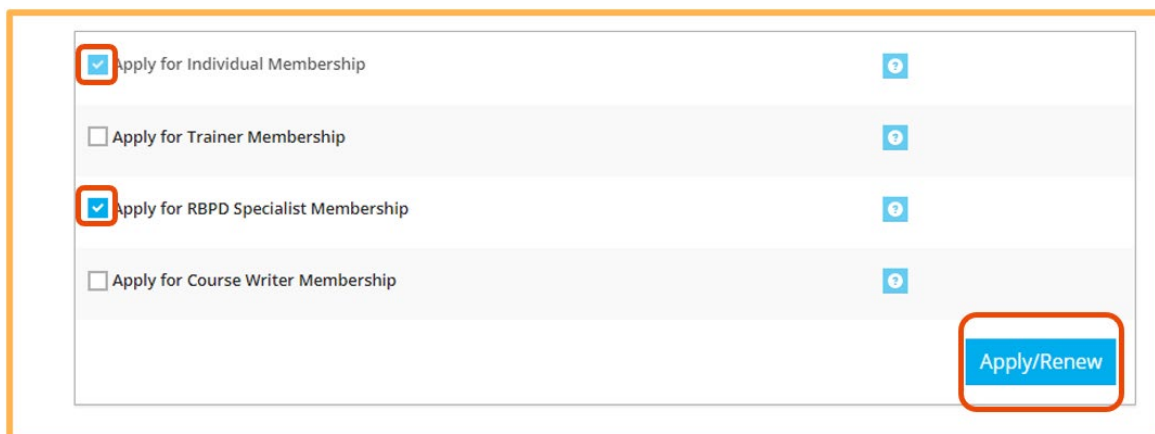 Apply for Individual Membership
?
Apply for Trainer Membership
?
Apply for RBPD Specialist Membership
?
Apply for Course Writer Membership
?
Apply/Renew